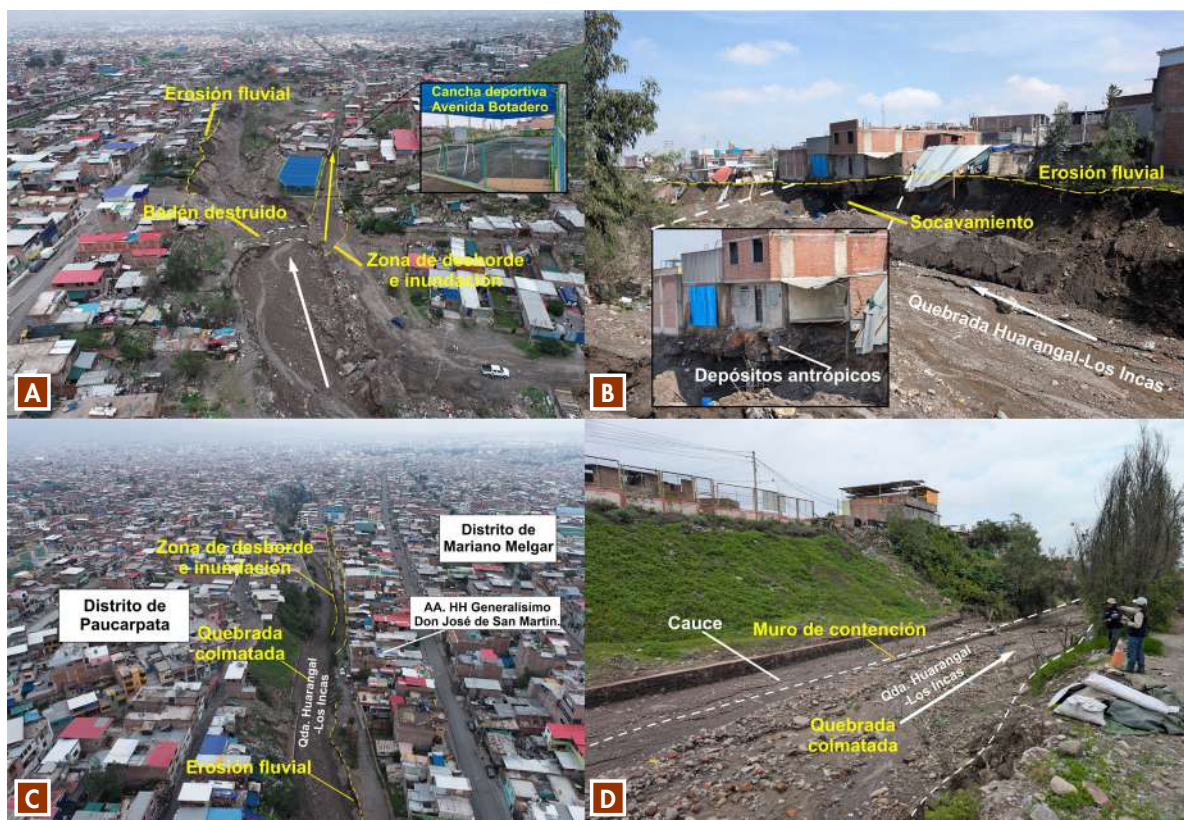 Erosión fluvial
Cancha deportiva
Avenida Botadero
Badén destruido
Zona de desborde
e inundación
A
Erosión fluvial
Socavamiento
Quebrada Huarangal-Los Incas
Depósitos antrópicos
B
Distrito de
Mariano Melgar
Zona de desborde
e inundación
Distrito de
Paucarpata
AA. HH Generalísimo
Don José de San Martín.
Quebrada
colmatada
Qda. Huarangal
-Los Incas
Erosión fluvial
C
Cauce
Muro de contención
Qda. Huarangal
-Los Incas
Quebrada
colmatada
D